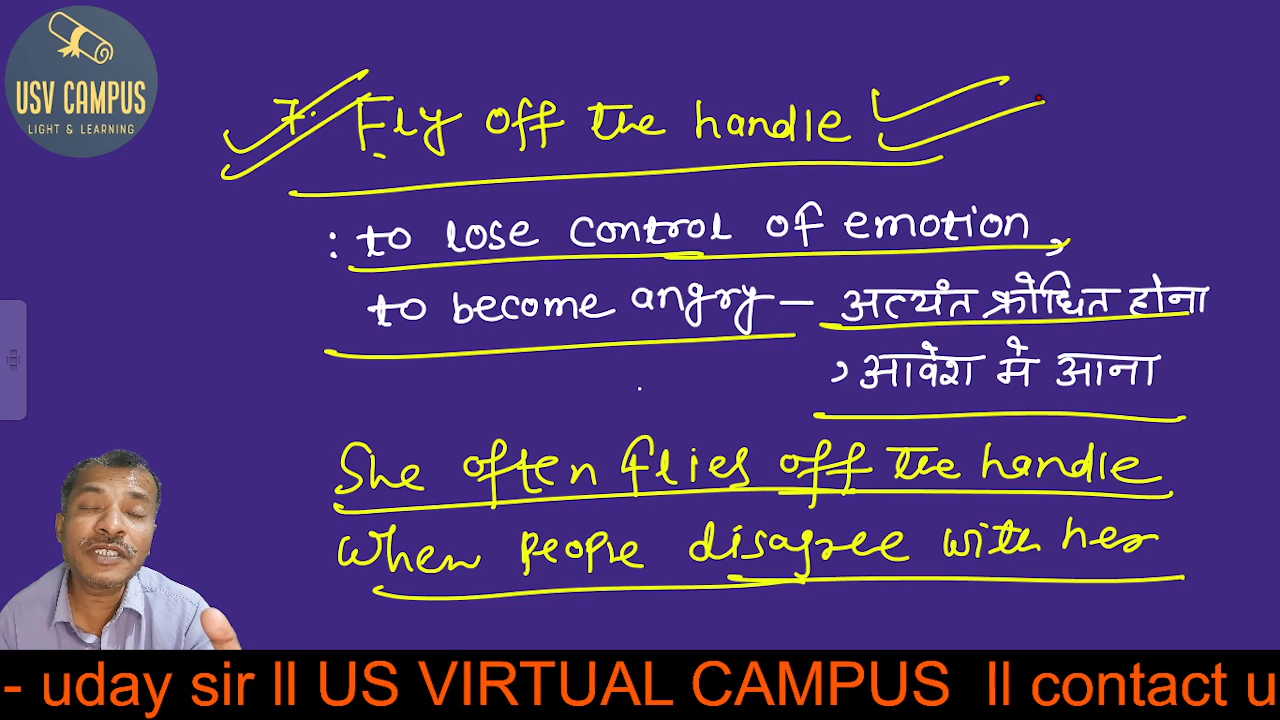 USV CAMPUS
LIGHT & LEARNING
7. Fly off the handle
: to lose control of emotion,
to become angry – अत्यंत क्रोधित होना
, आवेश मे आना
She often flies off the handle
When people disagree with her
- uday sir ll US VIRTUAL CAMPUS ll contact u